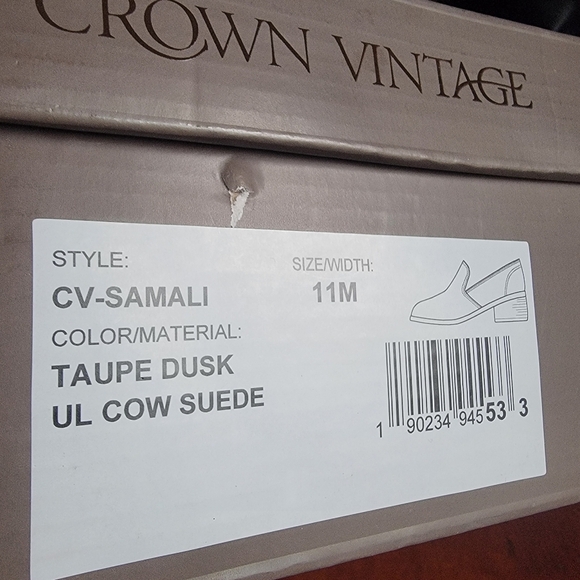 CROWN VINTAGE
STYLE:
CV-SAMALI
COLOR/MATERIAL:
TAUPE DUSK
UL COW SUEDE
SIZE/WIDTH:
11M
1 90234 94553 3